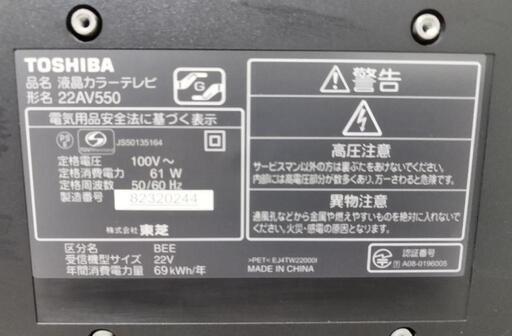 TOSHIBA
品名 液晶カラーテレビ
形名 22AV550
G
電気用品安全法に基づく表示
PS
E
JS50135164
定格電圧 100V～
定格消費電力 61 W
定格周波数 50/60 Hz
製造番号 82320244
株式会社 東芝
区分名 BEE
受信機型サイズ 22V
年間消費電力量 69 kWh/年
警告
高圧注意
サービスマン以外の方は裏ぶたをあけないでください。
内部には高電圧部分が数多くあり、万一さわると危険です。
異物注意
通風孔などから金属や燃えやすいものを絶対に入れないで
ください。火災・感電の原因となります。
>PET< EJ4TW22000I
MADE IN CHINA
認証番号
A08-0196005